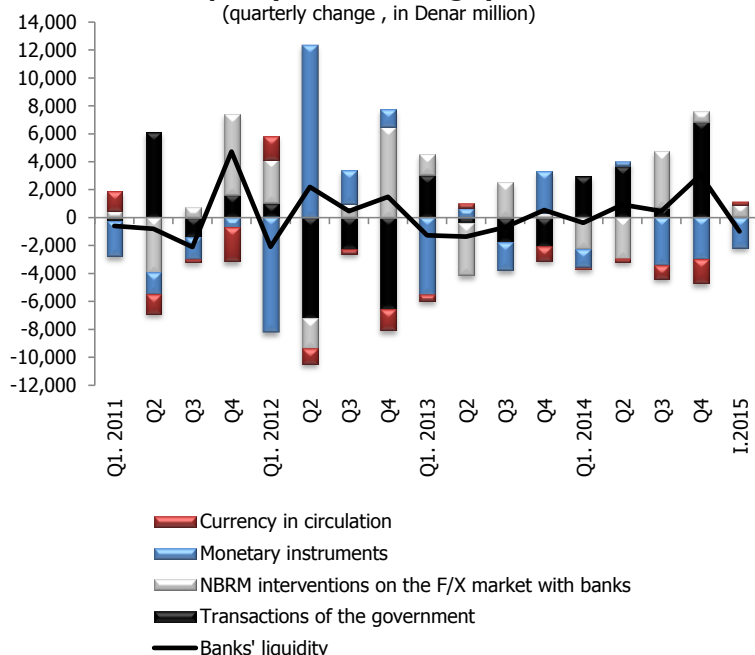 (quarterly change , in Denar million)
14,000
12,000
10,000
8,000
6,000
4,000
2,000
0
-2,000
-4,000
-6,000
-8,000
-10,000
-12,000
Q1. 2011
Q2
Q3
Q4
Q1. 2012
Q2
Q3
Q4
Q1. 2013
Q2
Q3
Q4
Q1. 2014
Q2
Q3
Q4
I.2015
Currency in circulation
Monetary instruments
NBRM interventions on the F/X market with banks
Transactions of the government
Banks' liquidity